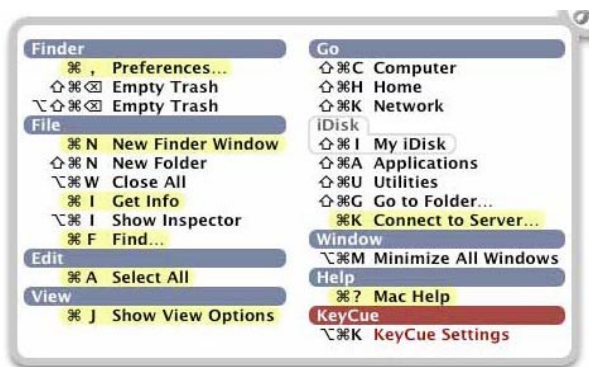 Finder
⌘ , Preferences...
⇧⌘⌫ Empty Trash
⌥⇧⌘⌫ Empty Trash
File
⌘ N New Finder Window
⇧⌘ N New Folder
⌥⌘ W Close All
⌘ I Get Info
⌥⌘ I Show Inspector
⌘ F Find...
Edit
⌘ A Select All
View
⌘ J Show View Options
Go
⇧⌘C Computer
⇧⌘H Home
⇧⌘K Network
iDisk
⇧⌘ I My iDisk
⇧⌘A Applications
⇧⌘U Utilities
⇧⌘G Go to Folder...
⌘K Connect to Server...
Window
⌥⌘M Minimize All Windows
Help
⌘? Mac Help
KeyCue
⌥⌘K KeyCue Settings